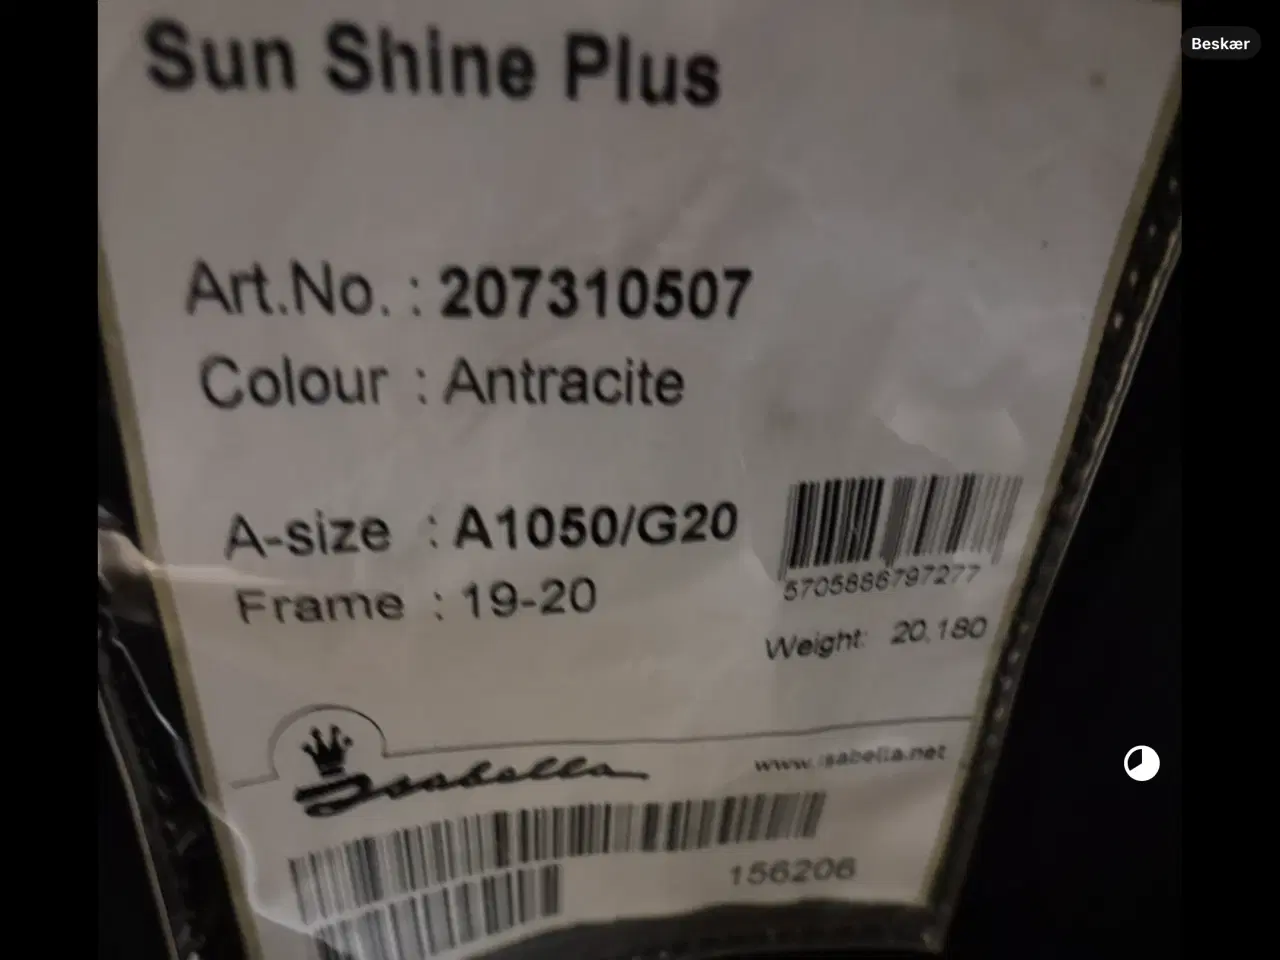 Sun Shine Plus
Beskær
Art.No. : 207310507
Colour : Antracite
A-size : A1050/G20
Frame : 19-20
5705886797277
Weight: 20,180
Isabella
www.isabella.net
156206